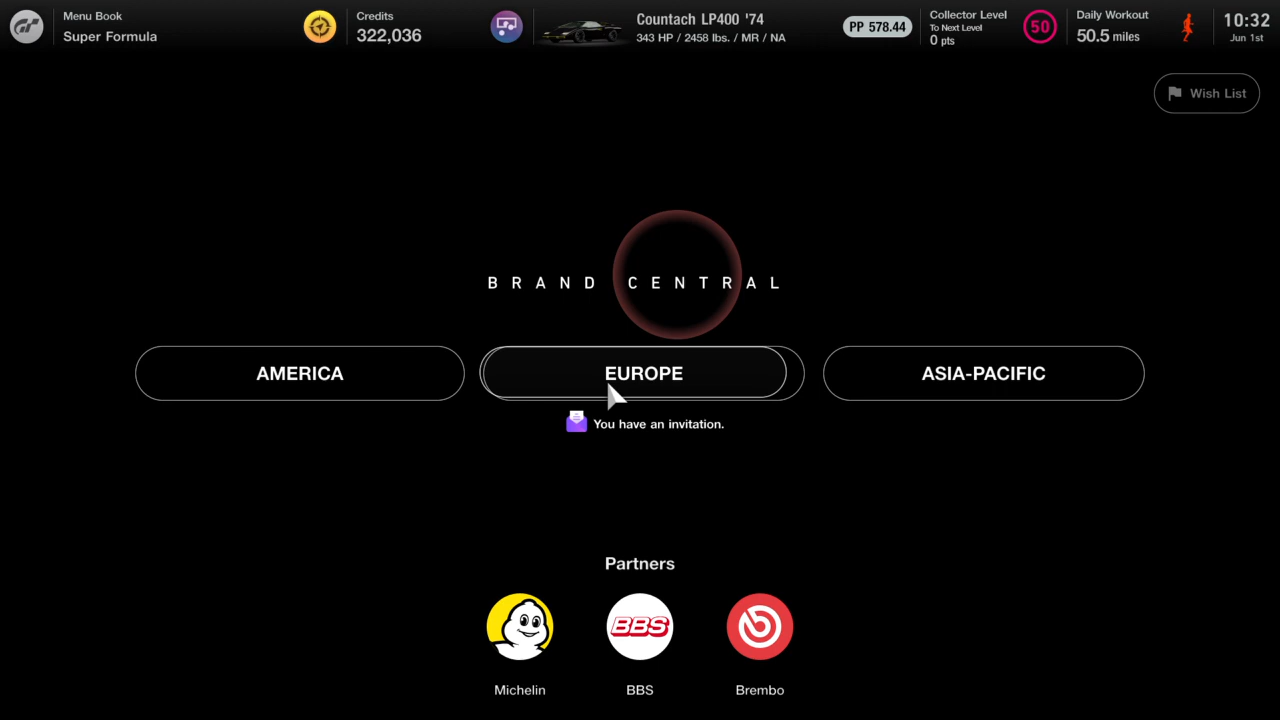 Menu Book
Super Formula
Credits
322,036
Countach LP400 '74
343 HP / 2458 lbs. / MR / NA
PP 578.44
Collector Level
To Next Level
0 pts
50
Daily Workout
50.5 miles
10:32
Jun 1st
Wish List
BRAND CENTRAL
AMERICA
EUROPE
ASIA-PACIFIC
You have an invitation.
Partners
BBS
Michelin
BBS
Brembo